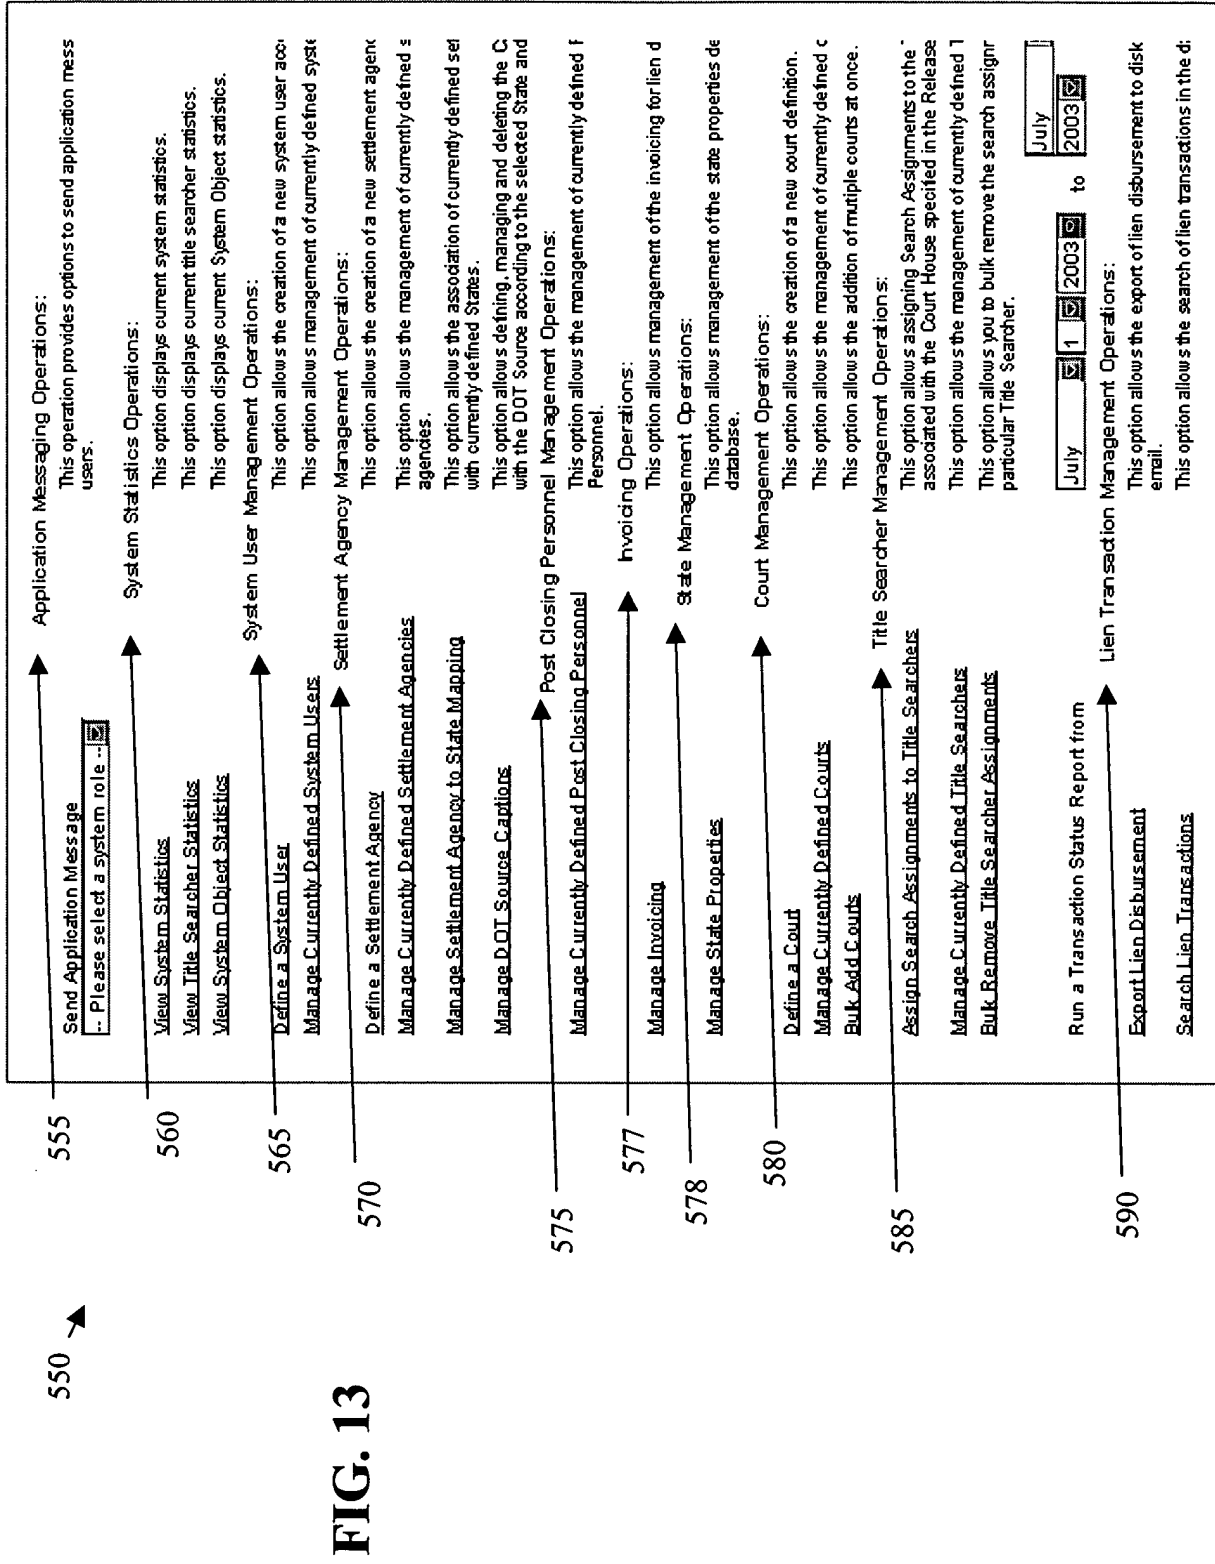 550
555
Application Messaging Operations:
Send Application Message
-- Please select a system role --
This operation provides options to send application mess
users.
560
System Statistics Operations:
View System Statistics
This option displays current system statistics.
View Title Searcher Statistics
This option displays current title searcher statistics.
View System Object Statistics
This option displays current System Object statistics.
565
System User Management Operations:
Define a System User
This option allows the creation of a new system user acco
Manage Currently Defined System Users
This option allows management of currently defined syste
570
Settlement Agency Management Operations:
Define a Settlement Agency
This option allows the creation of a new settlement agenc
Manage Currently Defined Settlement Agencies
This option allows the management of currently defined s
agencies.
Manage Settlement Agency to State Mapping
This option allows the association of currently defined set
with currently defined States.
Manage DOT Source Captions
This option allows defining, managing and deleting the C
with the DOT Source according to the selected State and
575
Post Closing Personnel Management Operations:
Manage Currently Defined Post Closing Personnel
This option allows the management of currently defined
Personnel.
577
Invoicing Operations:
Manage Invoicing
This option allows management of the invoicing for lien d
578
State Management Operations:
Manage State Properties
This option allows management of the state properties de
database.
580
Court Management Operations:
Define a Court
This option allows the creation of a new court definition.
Manage Currently Defined Courts
This option allows the management of currently defined c
Bulk Add Courts
This option allows the addition of mutiple courts at once.
585
Title Searcher Management Operations:
Assign Search Assignments to Title Searchers
This option allows assigning Search Assignments to the
associated with the Court House specified in the Release
Manage Currently Defined Title Searchers
This option allows the management of currently defined T
Bulk Remove Title Searcher Assignments
This option allows you to bulk remove the search assignr
particular Title Searcher.
Run a Transaction Status Report from
July 1 2003 to July
2003
590
Lien Transaction Management Operations:
Export Lien Disbursement
This option allows the export of lien disbursement to disk
email.
Search Lien Transactions
This option allows the search of lien transactions in the d
FIG. 13